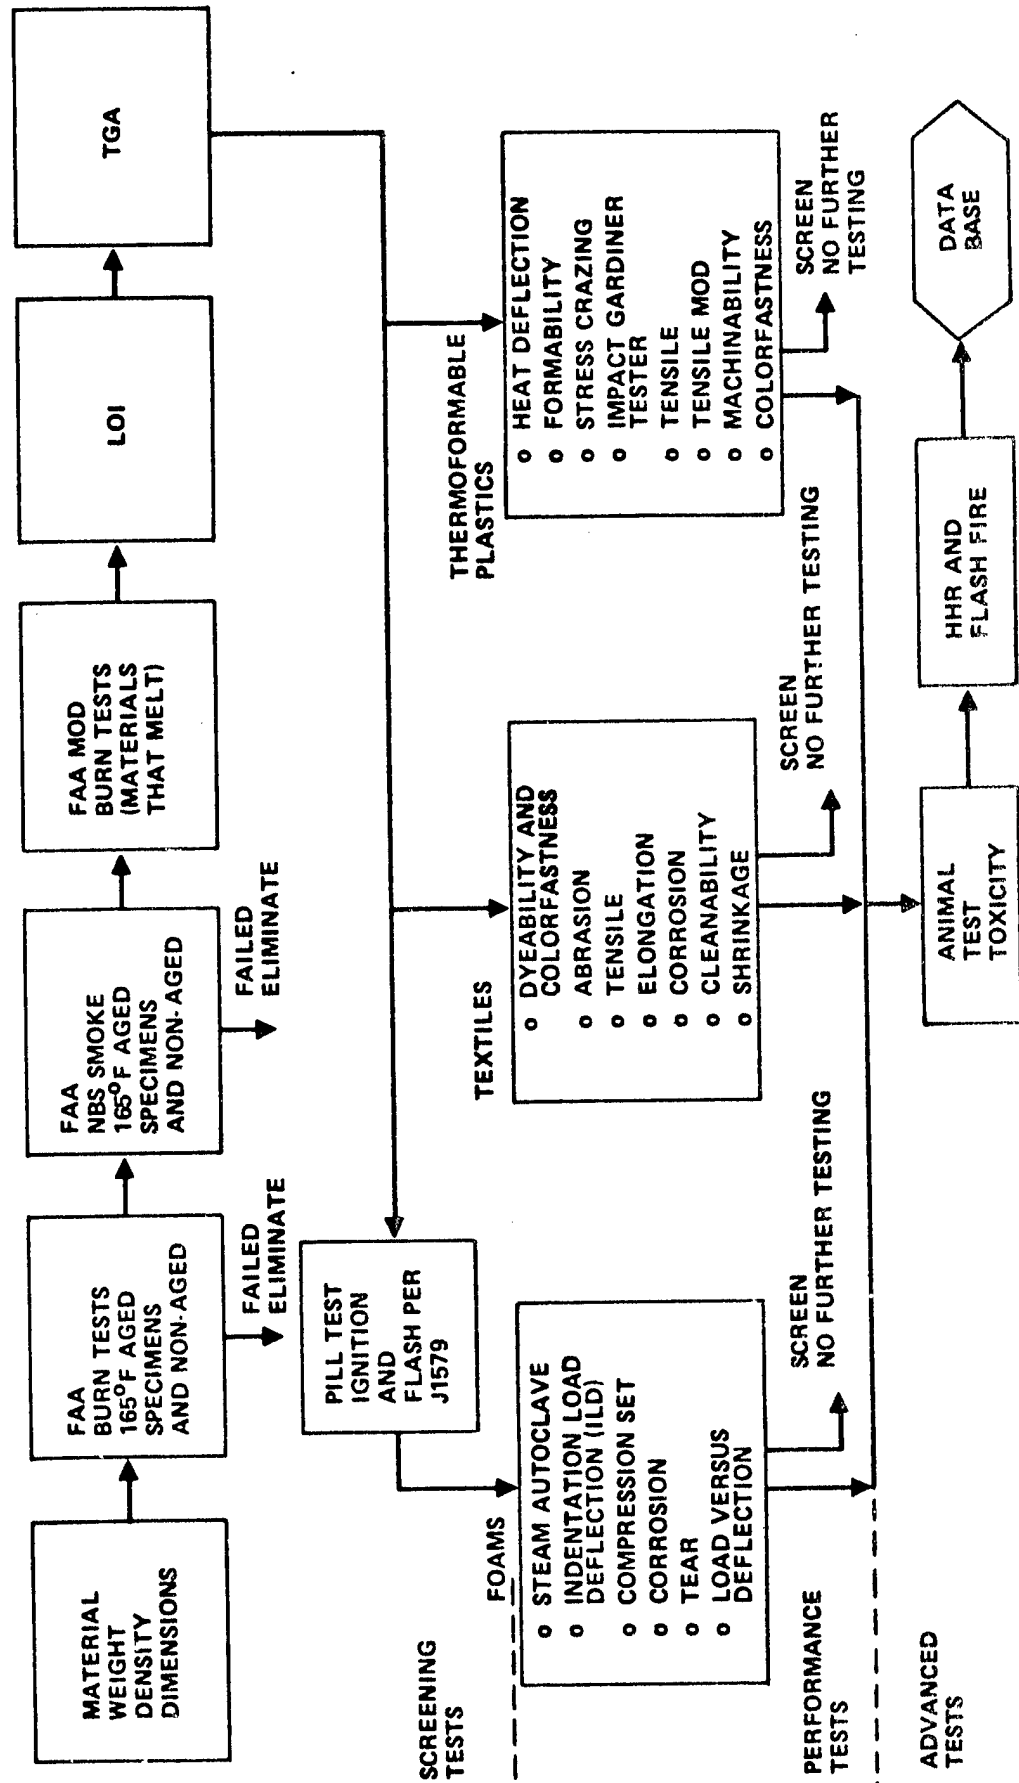 MATERIAL
WEIGHT
DENSITY
DIMENSIONS
FAA
BURN TESTS
165°F AGED
SPECIMENS
AND NON-AGED
FAILED
ELIMINATE
FAA
NBS SMOKE
165°F AGED
SPECIMENS
AND NON-AGED
FAILED
ELIMINATE
FAA MOD
BURN TESTS
(MATERIALS
THAT MELT)
LOI
TGA
SCREENING
TESTS
PILL TEST
IGNITION
AND
FLASH PER
J1579
FOAMS
o STEAM AUTOCLAVE
o INDENTATION LOAD
DEFLECTION (ILD)
o COMPRESSION SET
o CORROSION
o TEAR
o LOAD VERSUS
DEFLECTION
SCREEN
NO FURTHER TESTING
TEXTILES
o DYEABILITY AND
COLORFASTNESS
o ABRASION
o TENSILE
o ELONGATION
o CORROSION
o CLEANABILITY
o SHRINKAGE
SCREEN
NO FURTHER TESTING
THERMOFORMABLE
PLASTICS
o HEAT DEFLECTION
o FORMABILITY
o STRESS CRAZING
o IMPACT GARDINER
TESTER
o TENSILE
o TENSILE MOD
o MACHINABILITY
o COLORFASTNESS
SCREEN
NO FURTHER
TESTING
PERFORMANCE
TESTS
ADVANCED
TESTS
ANIMAL
TEST
TOXICITY
HHR AND
FLASH FIRE
DATA
BASE